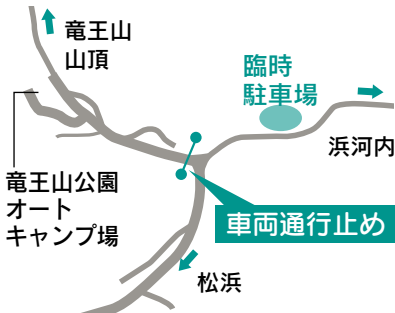 竜王山
山頂
臨時
駐車場
浜河内
竜王山公園
オート
キャンプ場
車両通行止め
松浜